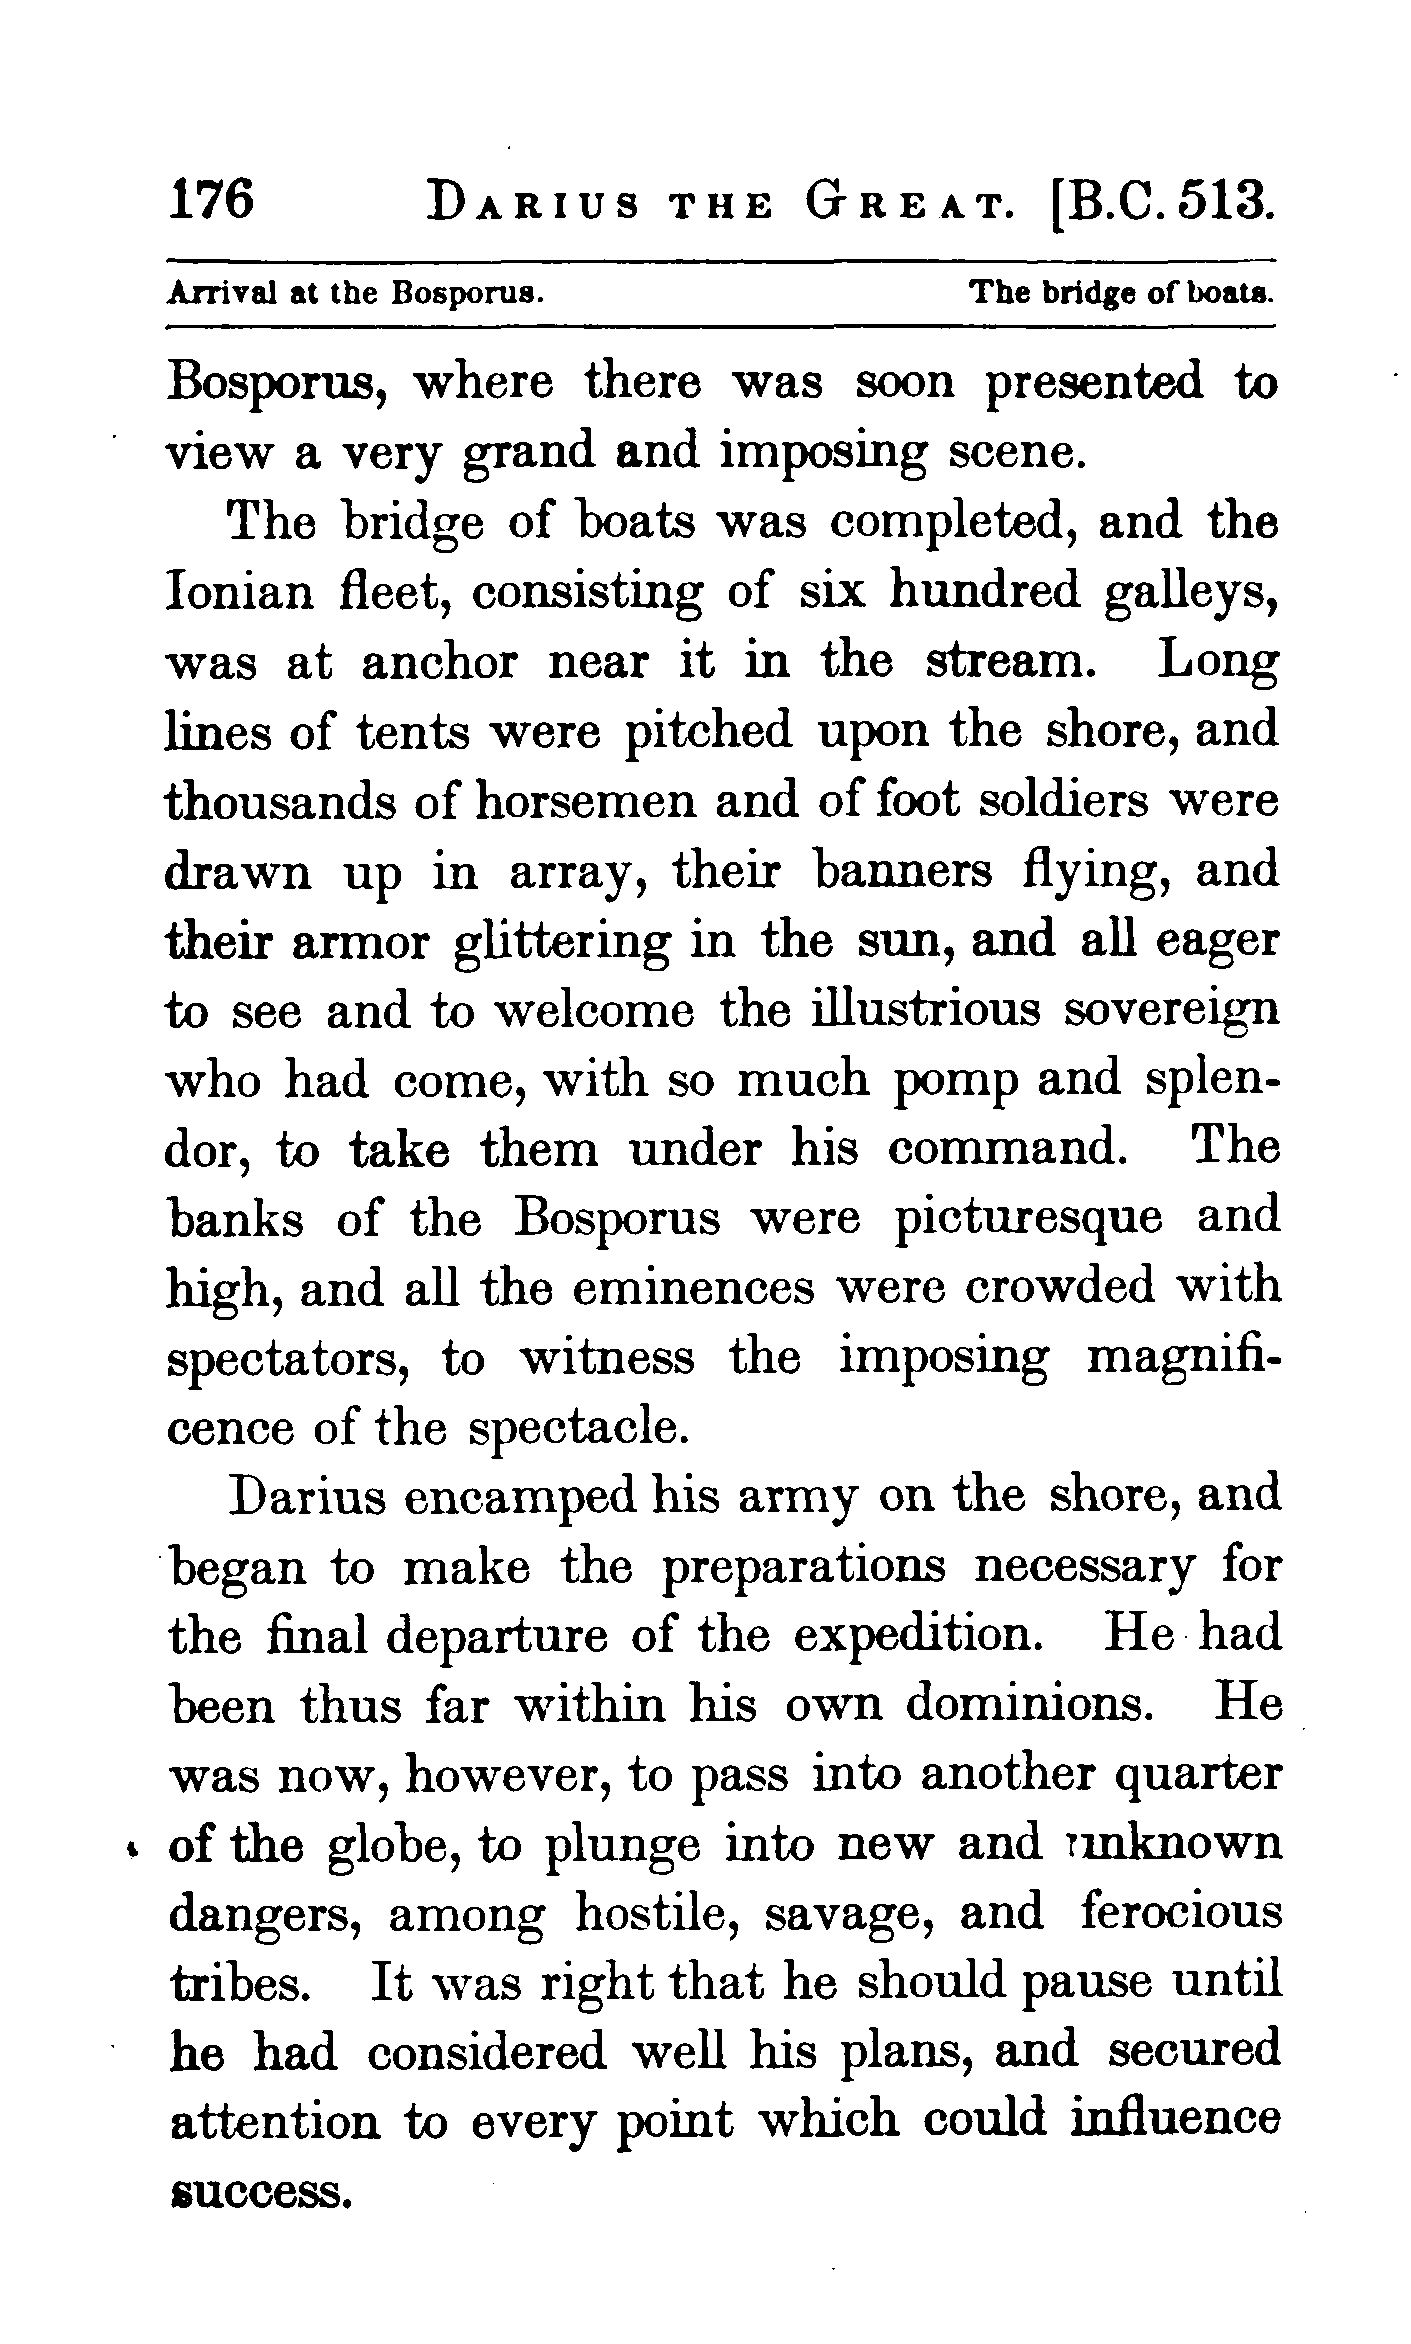 176 DARIUS THE GREAT. [B.C. 513.
Arrival at the Bosporus. The bridge of boats.
Bosporus, where there was soon presented to
view a very grand and imposing scene.
The bridge of boats was completed, and the
Ionian fleet, consisting of six hundred galleys,
was at anchor near it in the stream. Long
lines of tents were pitched upon the shore, and
thousands of horsemen and of foot soldiers were
drawn up in array, their banners flying, and
their armor glittering in the sun, and all eager
to see and to welcome the illustrious sovereign
who had come, with so much pomp and splen-
dor, to take them under his command. The
banks of the Bosporus were picturesque and
high, and all the eminences were crowded with
spectators, to witness the imposing magnifi-
cence of the spectacle.
Darius encamped his army on the shore, and
began to make the preparations necessary for
the final departure of the expedition. He had
been thus far within his own dominions. He
was now, however, to pass into another quarter
of the globe, to plunge into new and unknown
dangers, among hostile, savage, and ferocious
tribes. It was right that he should pause until
he had considered well his plans, and secured
attention to every point which could influence
success.